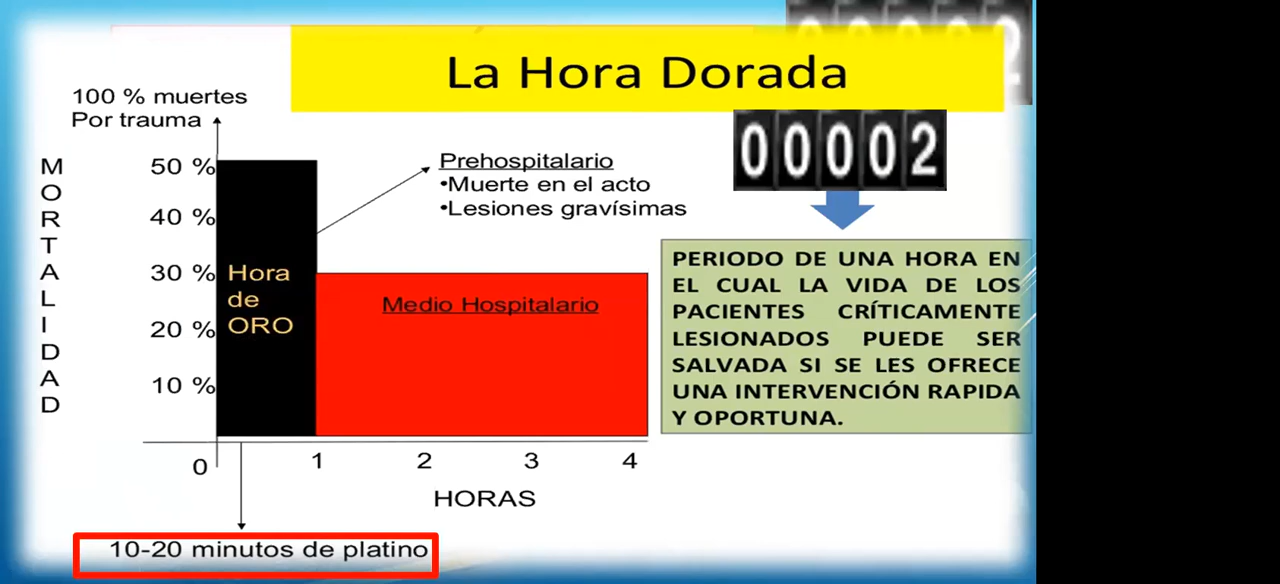 La Hora Dorada
100 % muertes
Por trauma
MORTALIDAD
50 %
40 %
30 %
20 %
10 %
0
1 2 3 4
HORAS
Hora
de
ORO
Prehospitalario
•Muerte en el acto
•Lesiones gravísimas
Medio Hospitalario
00002
PERIODO DE UNA HORA EN
EL CUAL LA VIDA DE LOS
PACIENTES CRÍTICAMENTE
LESIONADOS PUEDE SER
SALVADA SI SE LES OFRECE
UNA INTERVENCIÓN RAPIDA
Y OPORTUNA.
10-20 minutos de platino